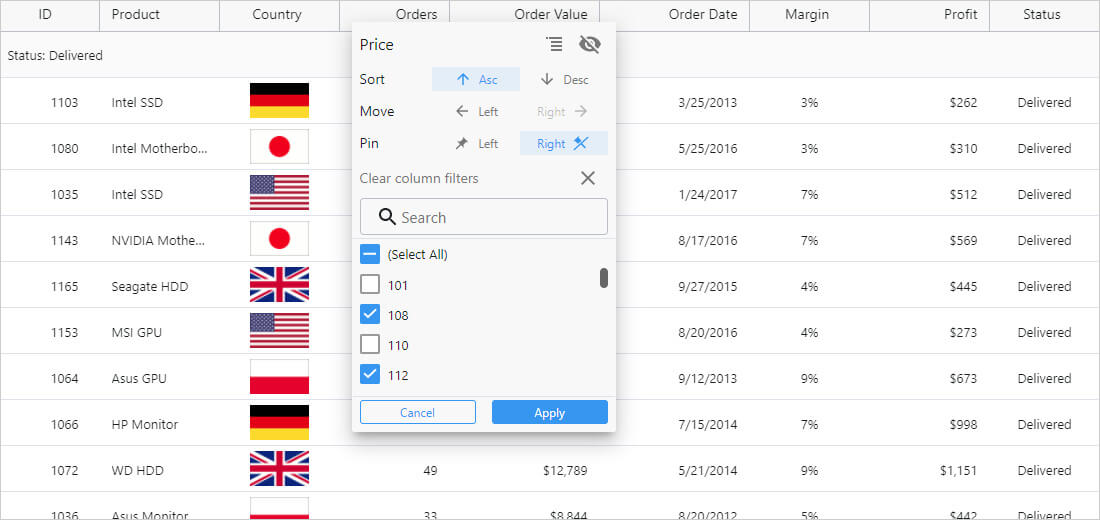 ID Product Country Orders Order Value Order Date Margin Profit Status
Status: Delivered
Price
Sort Asc Desc
Move Left Right
Pin Left Right
Clear column filters
Search
(Select All)
101
108
110
112
Cancel Apply
1103 Intel SSD 3/25/2013 3% $262 Delivered
1080 Intel Motherbo... 5/25/2016 3% $310 Delivered
1035 Intel SSD 1/24/2017 7% $512 Delivered
1143 NVIDIA Mothe... 8/17/2016 7% $569 Delivered
1165 Seagate HDD 9/27/2015 4% $445 Delivered
1153 MSI GPU 8/20/2016 4% $273 Delivered
1064 Asus GPU 9/12/2013 9% $673 Delivered
1066 HP Monitor 7/15/2014 7% $998 Delivered
1072 WD HDD 49 $12,789 5/21/2014 9% $1,151 Delivered
1036 Asus Monitor 33 $8,844 8/20/2012 5% $442 Delivered